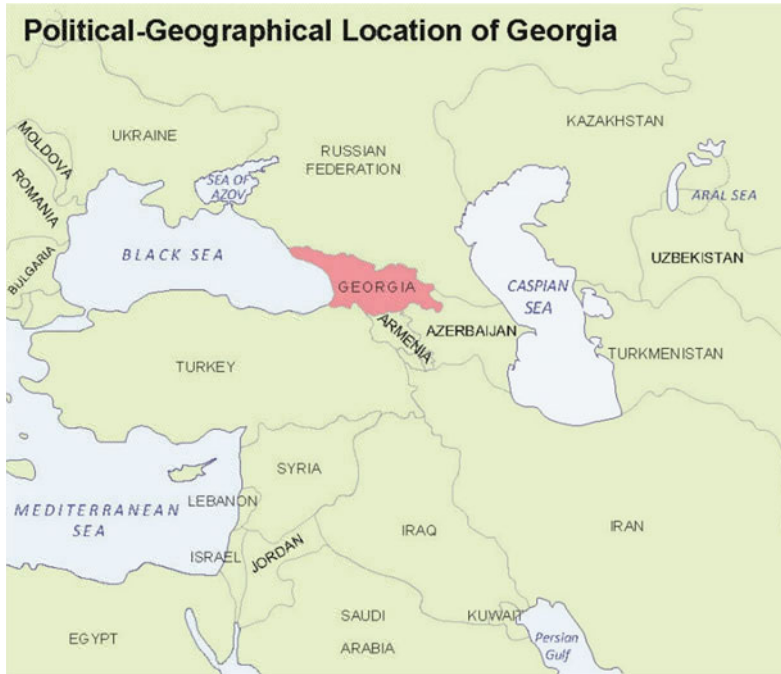 Political-Geographical Location of Georgia
UKRAINE
MOLDOVA
ROMANIA
BULGARIA
SEA OF
AZOV
RUSSIAN
FEDERATION
KAZAKHSTAN
ARAL SEA
UZBEKISTAN
BLACK SEA
GEORGIA
CASPIAN
SEA
ARMENIA
AZERBAIJAN
TURKMENISTAN
TURKEY
SYRIA
LEBANON
MEDITERRANEAN
SEA
ISRAEL
JORDAN
IRAQ
IRAN
EGYPT
SAUDI
ARABIA
KUWAIT
Persian
Gulf